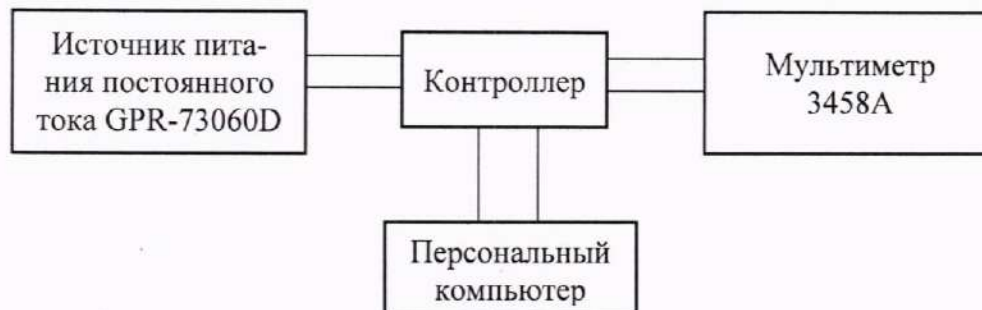 Источник пита-
ния постоянного
тока GPR-73060D
Контроллер
Мультиметр
3458A
Персональный
компьютер